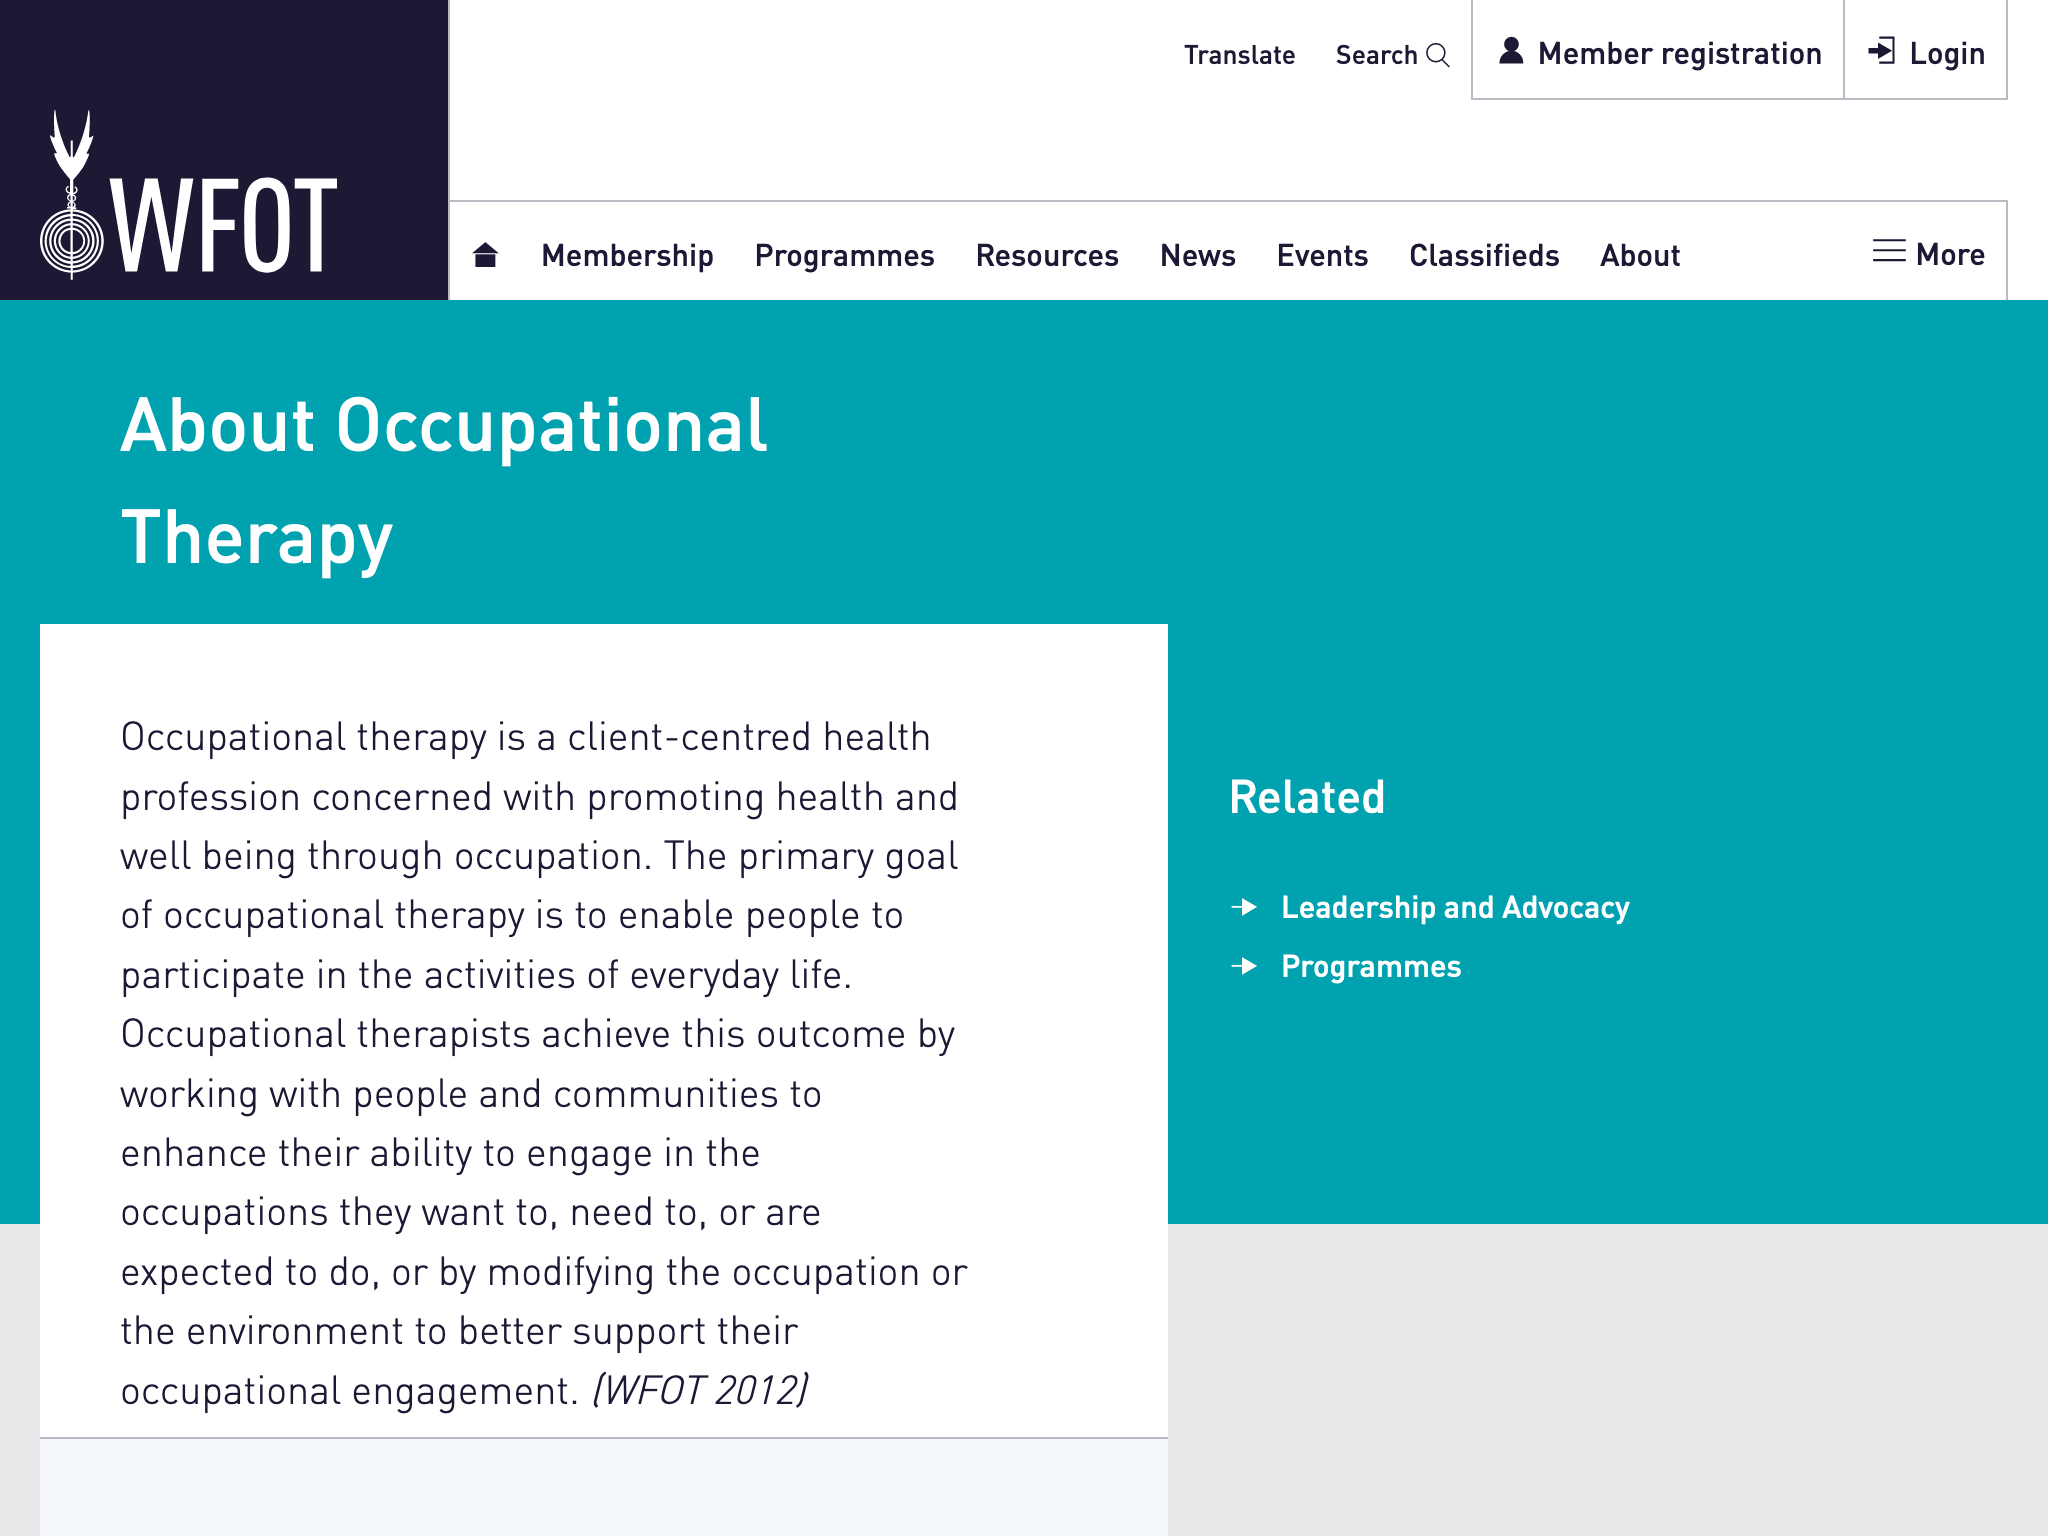 Translate Search Member registration Login
WFOT
Membership Programmes Resources News Events Classifieds About More
About Occupational
Therapy
Occupational therapy is a client-centred health
profession concerned with promoting health and
well being through occupation. The primary goal
of occupational therapy is to enable people to
participate in the activities of everyday life.
Occupational therapists achieve this outcome by
working with people and communities to
enhance their ability to engage in the
occupations they want to, need to, or are
expected to do, or by modifying the occupation or
the environment to better support their
occupational engagement. (WFOT 2012)
Related
Leadership and Advocacy
Programmes